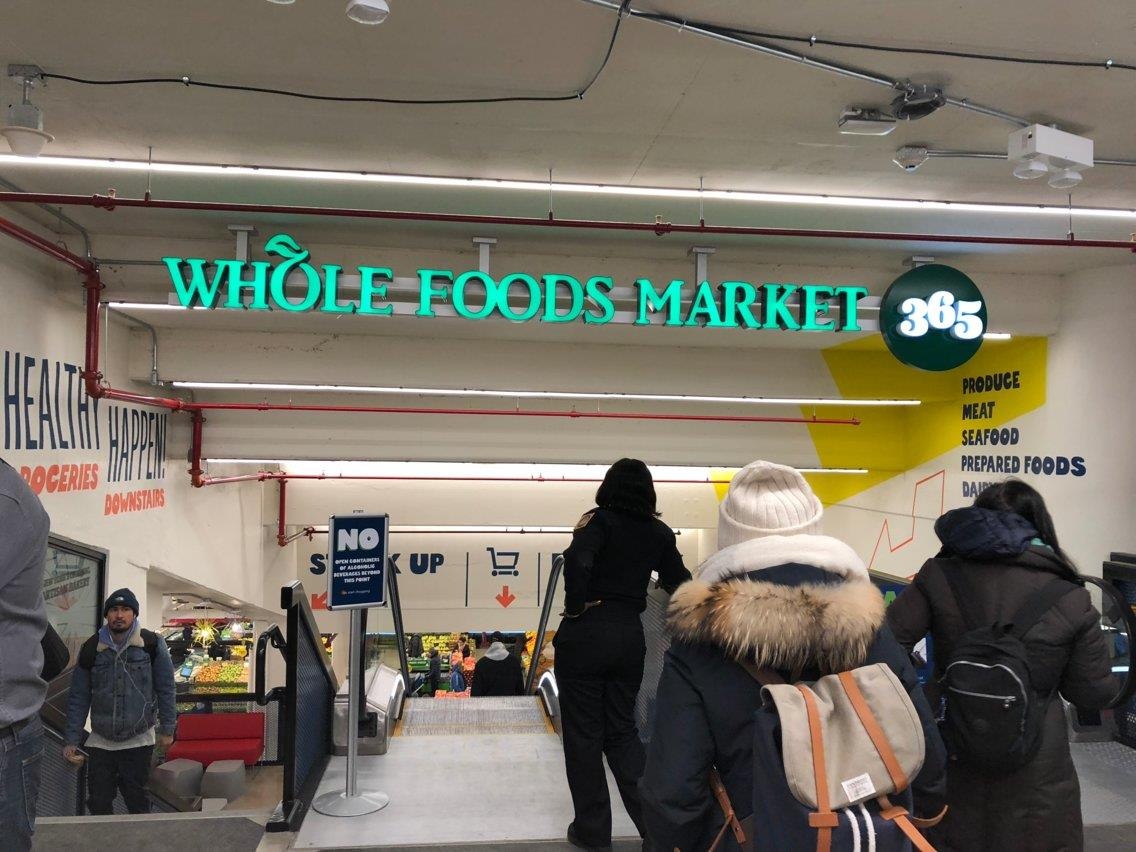 WHOLE FOODS MARKET 365
HEALTHY
HAPPEN!
DOWNSTAIRS
PRODUCE
MEAT
SEAFOOD
PREPARED FOODS
NO
OPEN CONTAINERS
OF ALCOHOLIC
BEVERAGES BEYOND
THIS POINT
UP